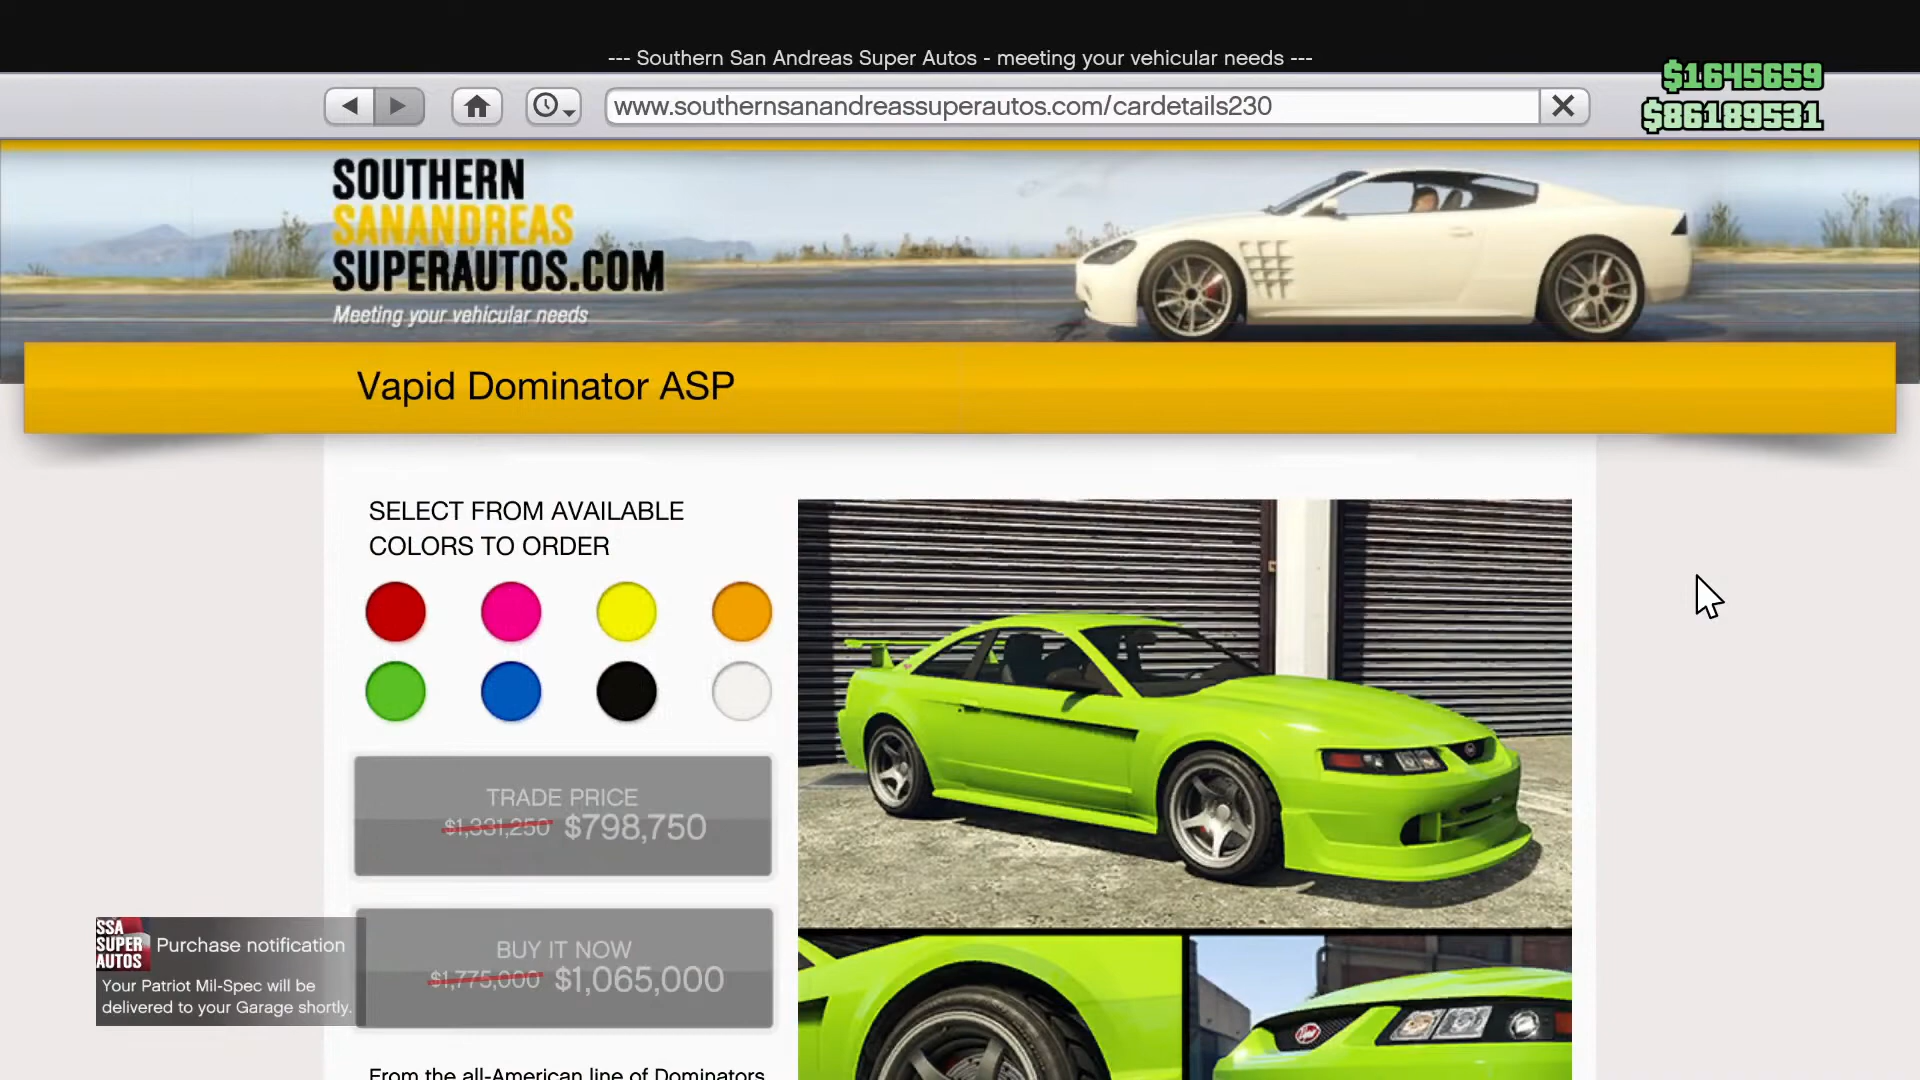 --- Southern San Andreas Super Autos - meeting your vehicular needs ---
$1645659
www.southernsanandreassuperautos.com/cardetails230
$86189531
SOUTHERN
SANANDREAS
SUPERAUTOS.COM
Meeting your vehicular needs
Vapid Dominator ASP
SELECT FROM AVAILABLE
COLORS TO ORDER
TRADE PRICE
$1,331,250 $798,750
BUY IT NOW
$1,775,000 $1,065,000
SSA
SUPER
AUTOS
Purchase notification
Your Patriot Mil-Spec will be
delivered to your Garage shortly.
From the all-American line of Dominators